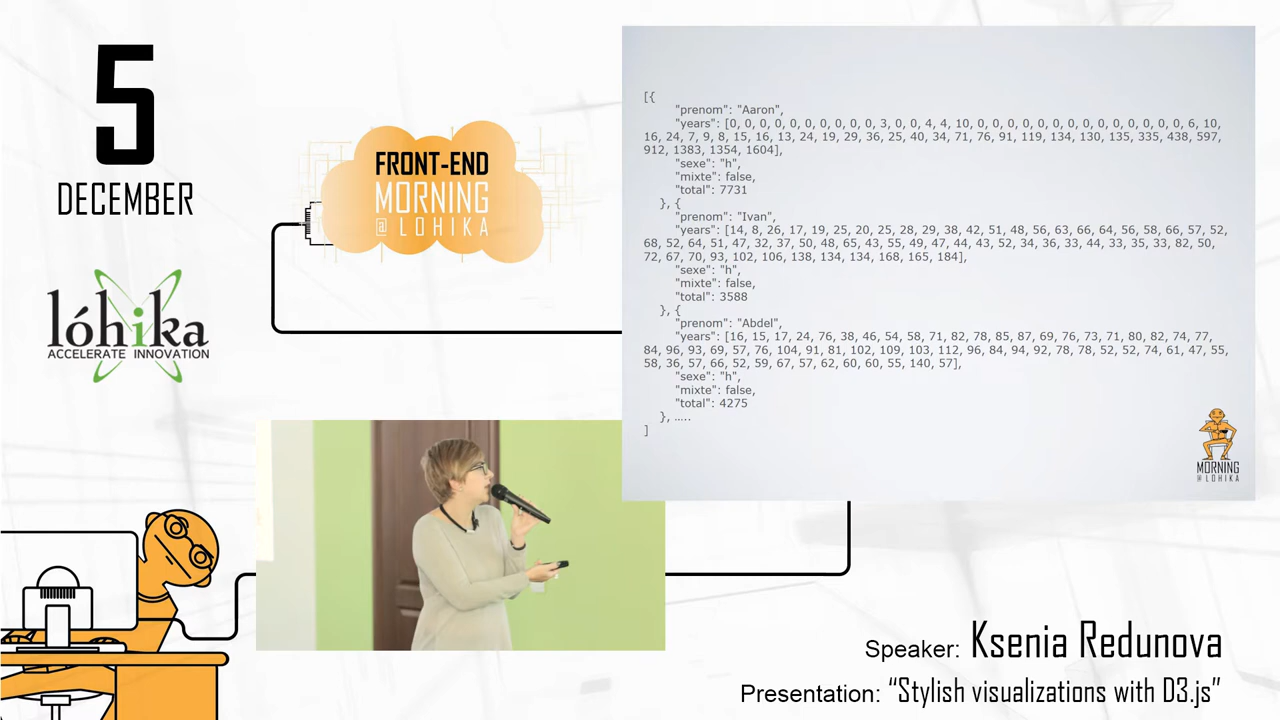 5
DECEMBER
lóhika
ACCELERATE INNOVATION
FRONT-END
MORNING
@ LOHIKA
[{
"prenom": "Aaron",
"years": [0, 0, 0, 0, 0, 0, 0, 0, 0, 0, 3, 0, 0, 4, 4, 10, 0, 0, 0, 0, 0, 0, 0, 0, 0, 0, 0, 0, 0, 0, 6, 10,
16, 24, 7, 9, 8, 15, 16, 13, 24, 19, 29, 36, 25, 40, 34, 71, 76, 91, 119, 134, 130, 135, 335, 438, 597,
912, 1383, 1354, 1604],
"sexe": "h",
"mixte": false,
"total": 7731
}, {
"prenom": "Ivan",
"years": [14, 8, 26, 17, 19, 25, 20, 25, 28, 29, 38, 42, 51, 48, 56, 63, 66, 64, 56, 58, 66, 57, 52,
68, 52, 64, 51, 47, 32, 37, 50, 48, 65, 43, 55, 49, 47, 44, 43, 52, 34, 36, 33, 44, 33, 35, 33, 82, 50,
72, 67, 70, 93, 102, 106, 138, 134, 134, 168, 165, 184],
"sexe": "h",
"mixte": false,
"total": 3588
}, {
"prenom": "Abdel",
"years": [16, 15, 17, 24, 76, 38, 46, 54, 58, 71, 82, 78, 85, 87, 69, 76, 73, 71, 80, 82, 74, 77,
84, 96, 93, 69, 57, 76, 104, 91, 81, 102, 109, 103, 112, 96, 84, 94, 92, 78, 78, 52, 52, 74, 61, 47, 55,
58, 36, 57, 66, 52, 59, 67, 57, 62, 60, 60, 55, 140, 57],
"sexe": "h",
"mixte": false,
"total": 4275
}, .....
]
MORNING
@ LOHIKA
Speaker: Ksenia Redunova
Presentation: “Stylish visualizations with D3.js”